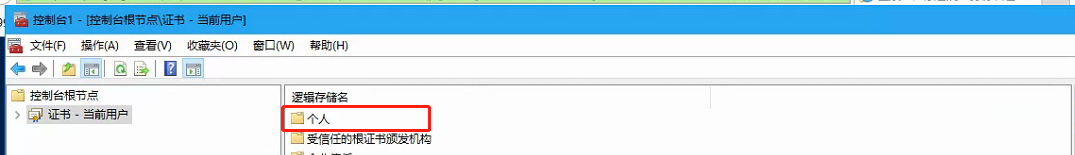 控制台1 - [控制台根节点\证书 - 当前用户]
文件(F) 操作(A) 查看(V) 收藏夹(O) 窗口(W) 帮助(H)
控制台根节点
证书 - 当前用户
逻辑存储名
个人
受信任的根证书颁发机构